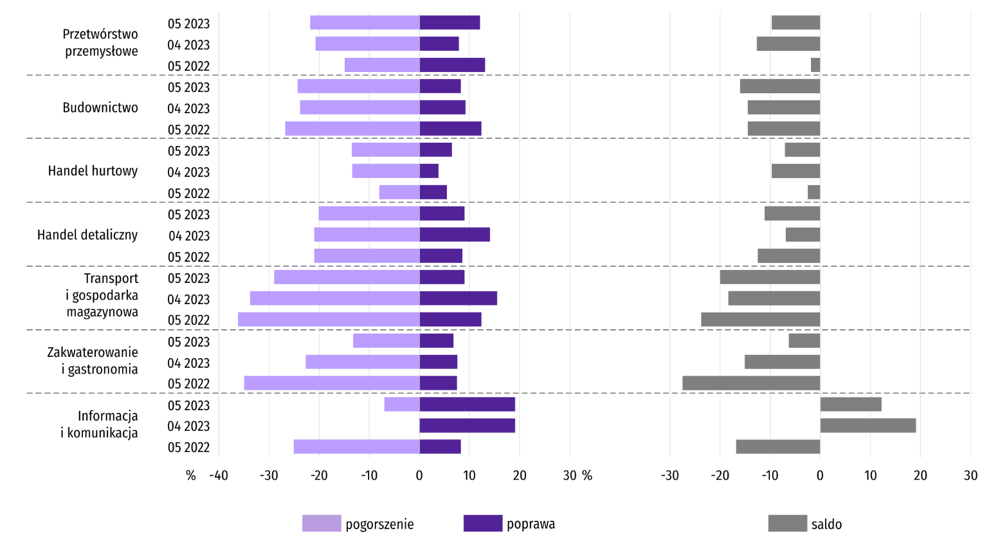 Przetwórstwo
przemysłowe
05 2023
04 2023
05 2022
Budownictwo
05 2023
04 2023
05 2022
Handel hurtowy
05 2023
04 2023
05 2022
Handel detaliczny
05 2023
04 2023
05 2022
Transport
i gospodarka
magazynowa
05 2023
04 2023
05 2022
Zakwaterowanie
i gastronomia
05 2023
04 2023
05 2022
Informacja
i komunikacja
05 2023
04 2023
05 2022
% -40 -30 -20 -10 0 10 20 30 % -30 -20 -10 0 10 20 30
pogorszenie poprawa saldo